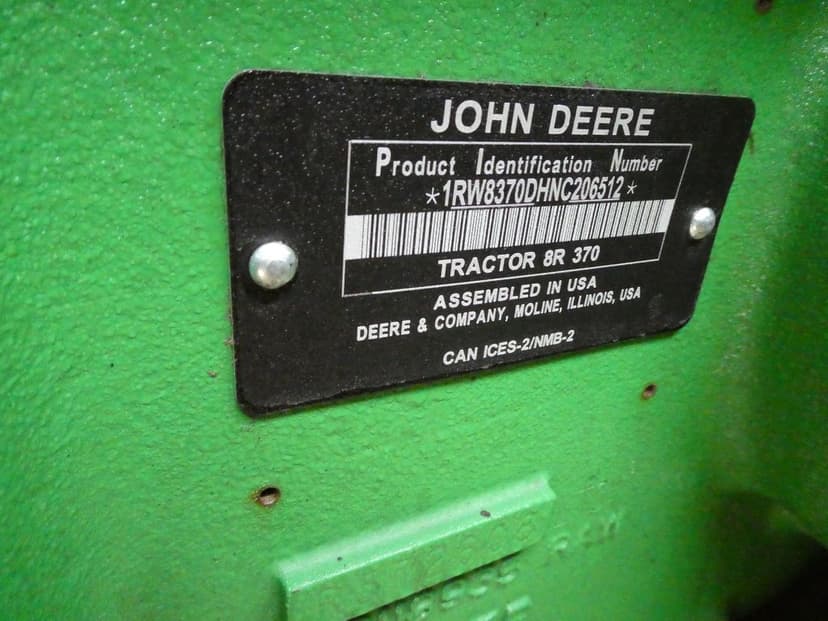 JOHN DEERE
Product Identification Number
*1RW8370DHNC206512*
TRACTOR 8R 370
ASSEMBLED IN USA
DEERE & COMPANY, MOLINE, ILLINOIS, USA
CAN ICES-2/NMB-2